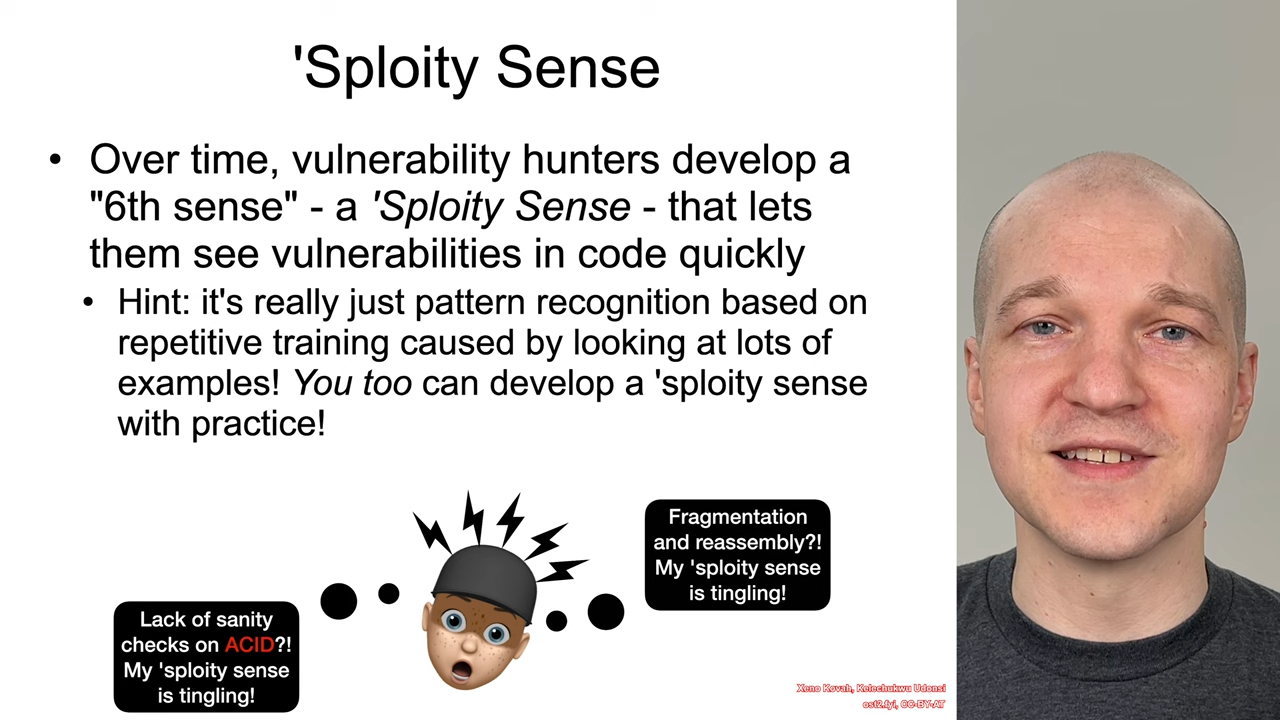 'Sploity Sense
• Over time, vulnerability hunters develop a
"6th sense" - a 'Sploity Sense - that lets
them see vulnerabilities in code quickly
• Hint: it's really just pattern recognition based on
repetitive training caused by looking at lots of
examples! You too can develop a 'sploity sense
with practice!
Fragmentation
and reassembly?!
My 'sploity sense
is tingling!
Lack of sanity
checks on ACID?!
My 'sploity sense
is tingling!
Xeno Kovah, Kelechukwu Udonsi
ost2.fyi, CC-BY-AT